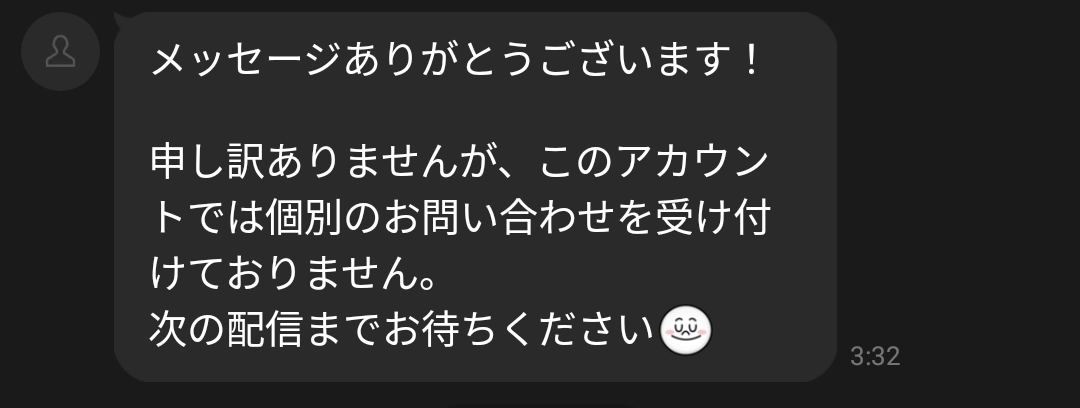 メッセージありがとうございます！
申し訳ありませんが、このアカウン
トでは個別のお問い合わせを受け付
けておりません。
次の配信までお待ちください
3:32